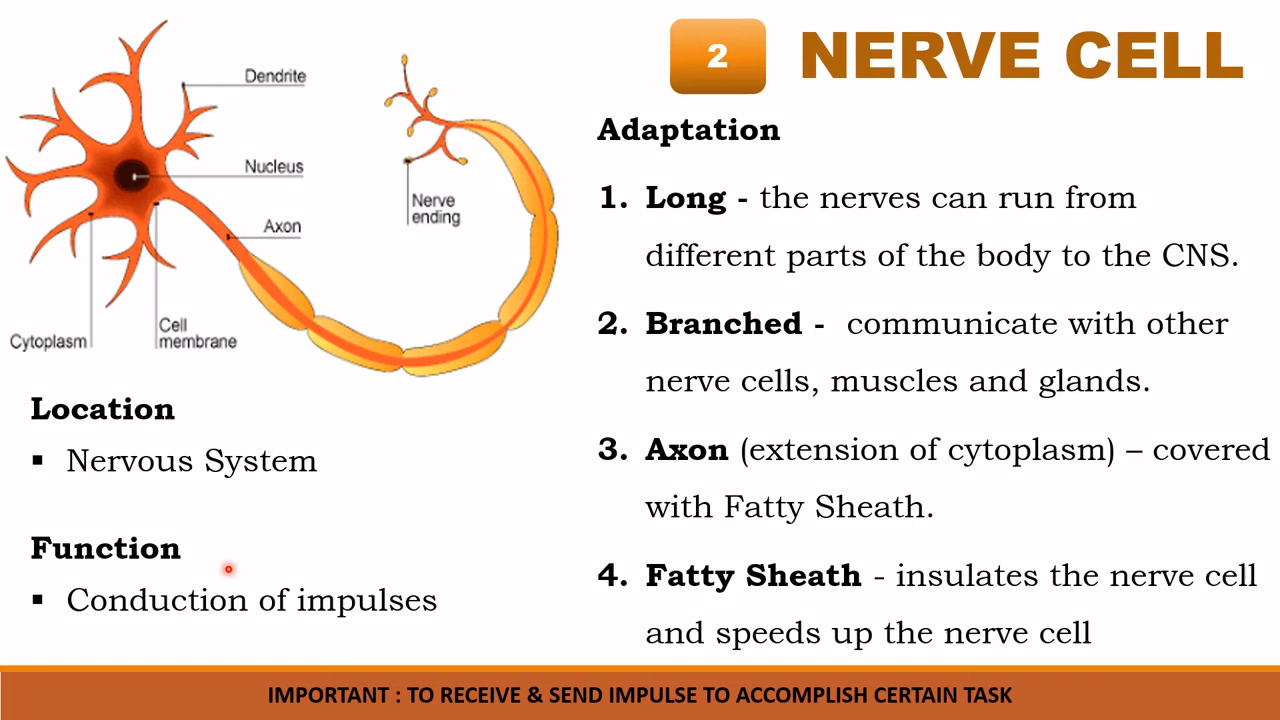 2
NERVE CELL
Dendrite
Nucleus
Axon
Nerve
ending
Cytoplasm
Cell
membrane
Location
▪ Nervous System
Function
▪ Conduction of impulses
Adaptation
1. Long - the nerves can run from
different parts of the body to the CNS.
2. Branched - communicate with other
nerve cells, muscles and glands.
3. Axon (extension of cytoplasm) – covered
with Fatty Sheath.
4. Fatty Sheath - insulates the nerve cell
and speeds up the nerve cell
IMPORTANT : TO RECEIVE & SEND IMPULSE TO ACCOMPLISH CERTAIN TASK